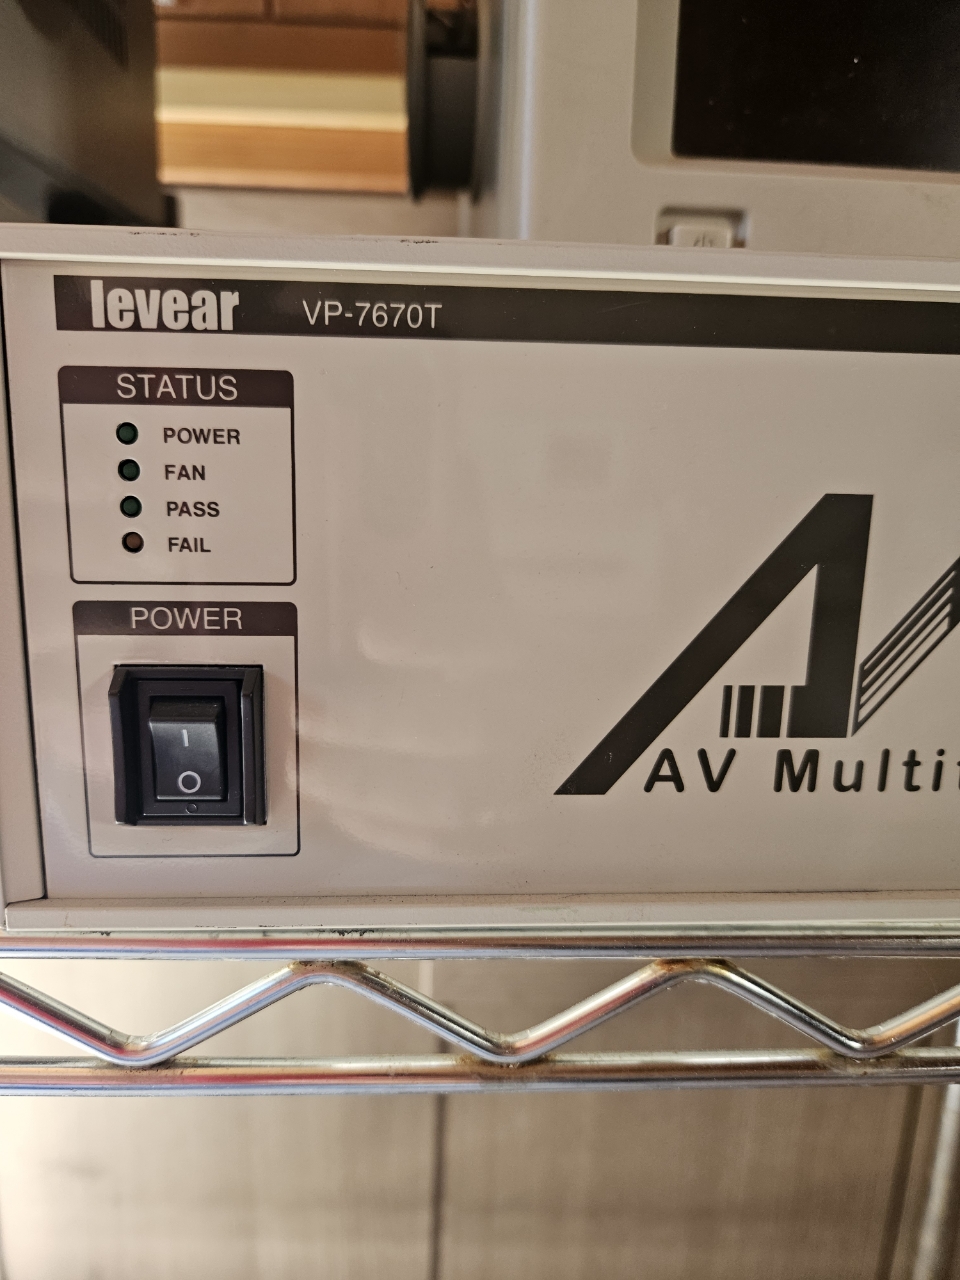 levear VP-7670T
STATUS
POWER
FAN
PASS
FAIL
POWER
I
O
AV Multi